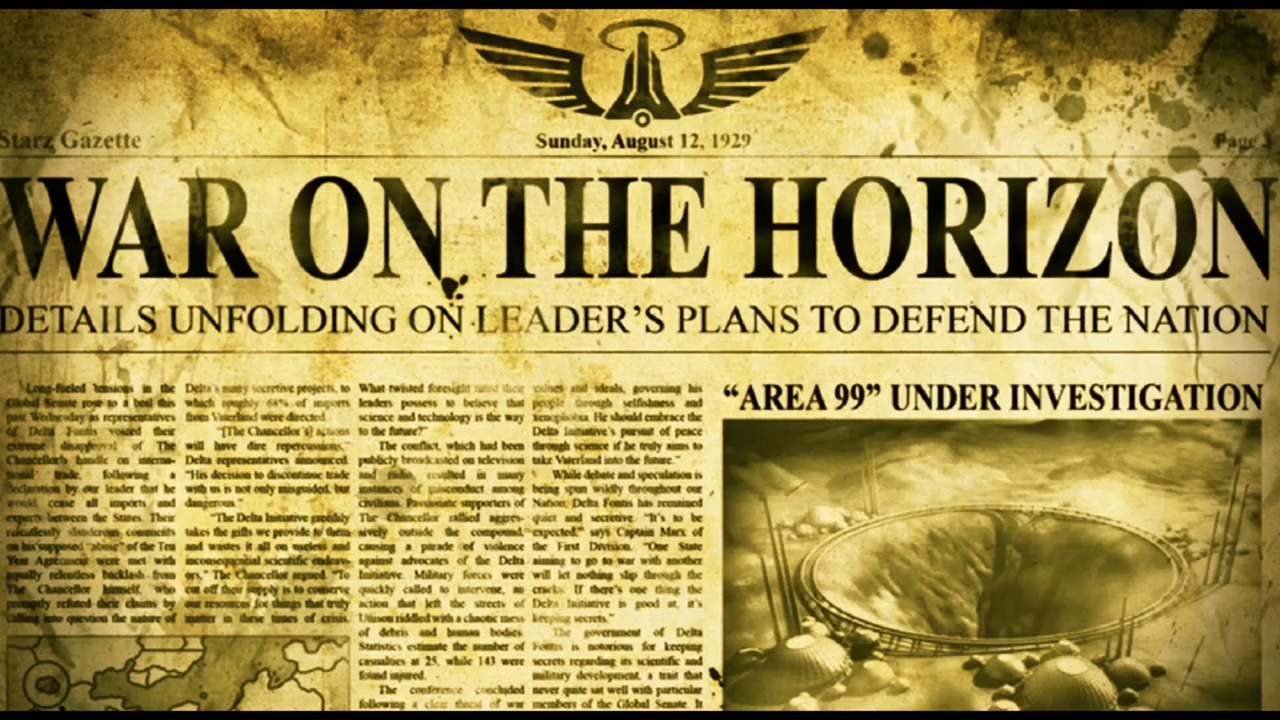 Starz Gazette
Sunday, August 12, 1929
Page
WAR ON THE HORIZON
DETAILS UNFOLDING ON LEADER'S PLANS TO DEFEND THE NATION
Long-fueled tensions in the
Global Senate rose to a boil this
past Wednesday as representatives
of Delta Fontis voiced their
extreme disapproval of The
Chancellor's handle on interna-
tional trade, following a
declaration by our leader that he
would cease all imports and
exports between the States. Their
relentlessly slanderous comments
on his supposed "abuse" of the Ten
Year Agreement were met with
equally relentless backlash from
The Chancellor himself, who
promptly refuted their claims by
calling into question the nature of
Delta's many secretive projects, to
which roughly 68% of imports
from Vaterland were directed.
"[The Chancellor's] actions
will have dire repercussions,"
Delta representatives announced.
"His decision to discontinue trade
with us is not only misguided, but
dangerous."
"The Delta Initiative greedily
takes the gifts we provide to them
and wastes it all on useless and
inconsequential scientific endeav-
ors," The Chancellor argued. "To
cut off their supply is to conserve
our resources for things that truly
matter in these times of crisis.
What twisted foresight must their
leaders possess to believe that
science and technology is the way
to the future?"
The conflict, which had been
publicly broadcasted on television
and radio, resulted in many
instances of misconduct among
civilians. Passionate supporters of
The Chancellor rallied aggres-
sively outside the compound,
causing a parade of violence
against advocates of the Delta
Initiative. Military forces were
quickly called to intervene, an
action that left the streets of
Unison riddled with a chaotic mess
of debris and human bodies.
Statistics estimate the number of
casualties at 25, while 143 were
found injured.
The conference concluded
following a clear threat of war
values and ideals, governing his
people through selfishness and
xenophobia. He should embrace the
Delta Initiative's pursuit of peace
through science if he truly aims to
take Vaterland into the future."
While debate and speculation is
being spun wildly throughout our
Nation, Delta Fontis has remained
quiet and secretive. "It's to be
expected," says Captain Marx of
the First Division. "One State
aiming to go to war with another
will let nothing slip through the
cracks. If there's one thing the
Delta Initiative is good at, it's
keeping secrets."
The government of Delta
Fontis is notorious for keeping
secrets regarding its scientific and
military development, a trait that
never quite sat well with particular
members of the Global Senate. It
"AREA 99" UNDER INVESTIGATION